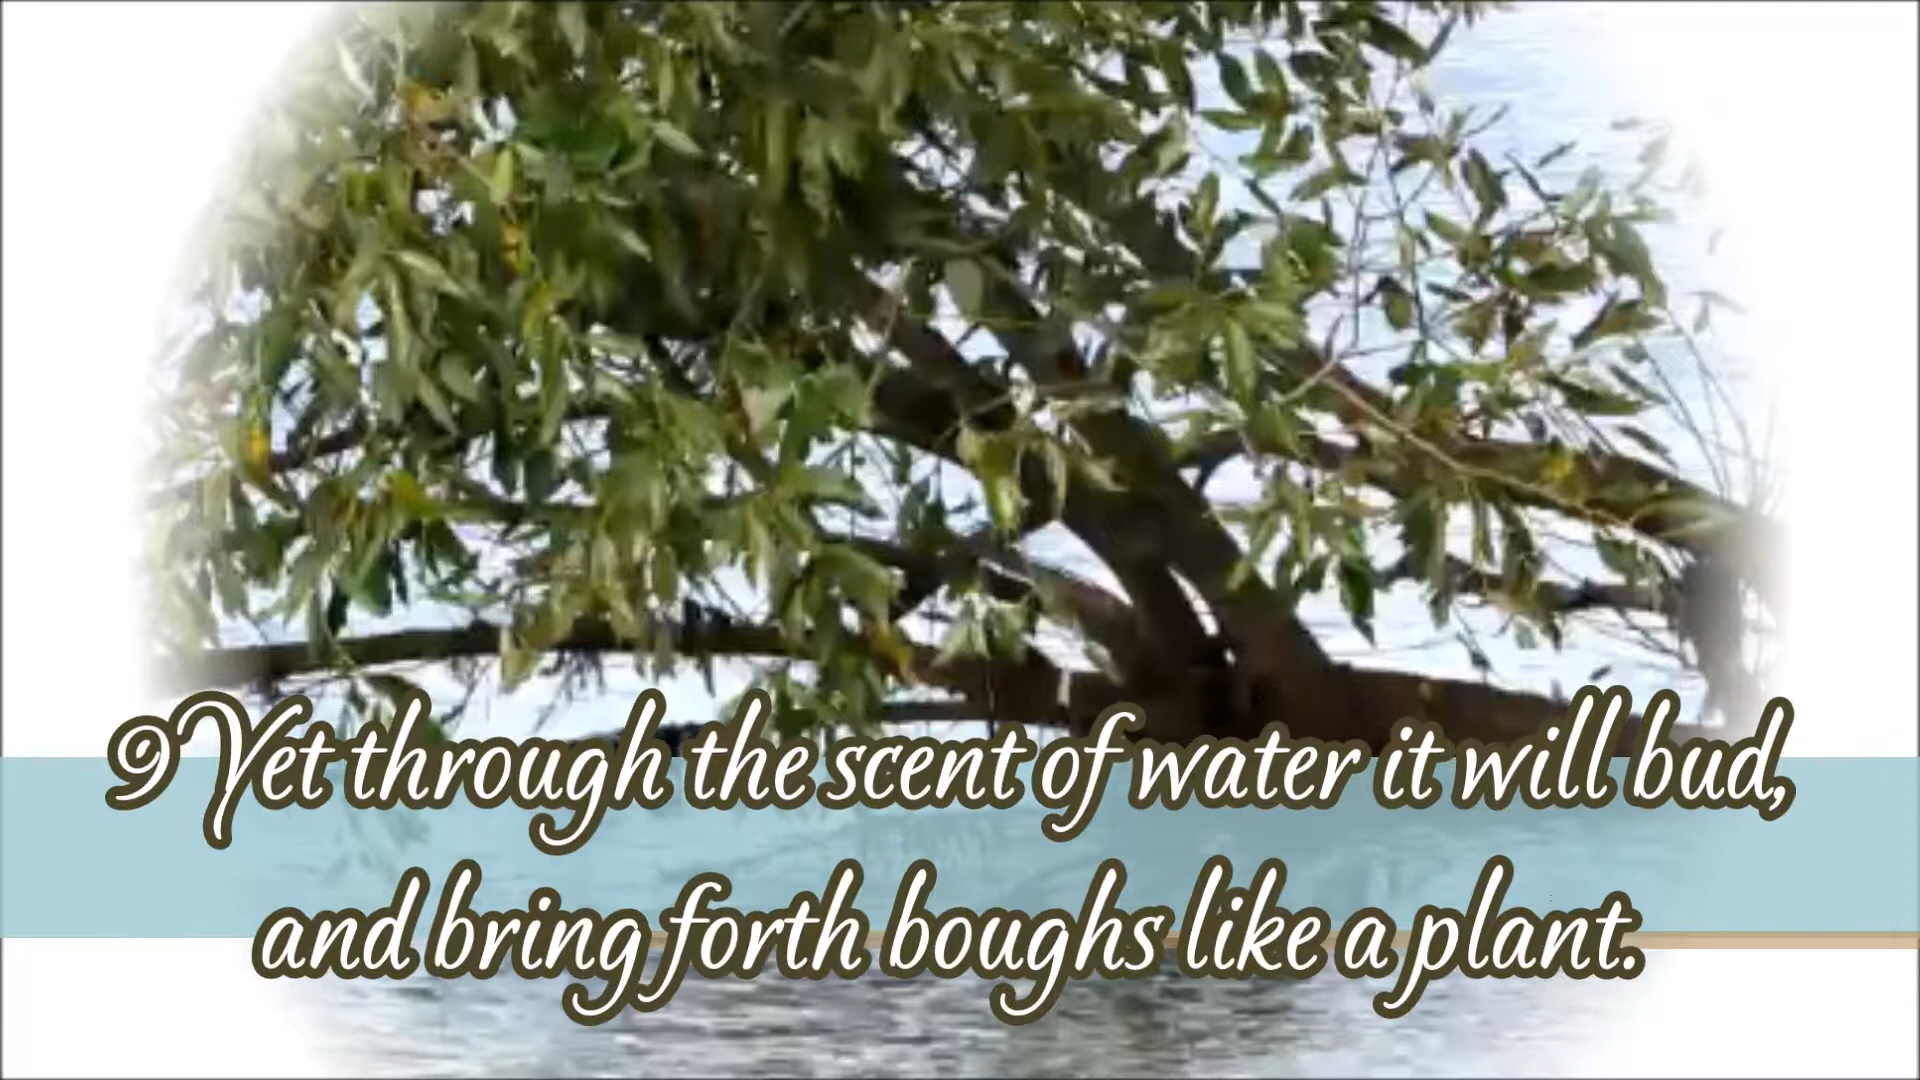 9 Yet through the scent of water it will bud,
and bring forth boughs like a plant.